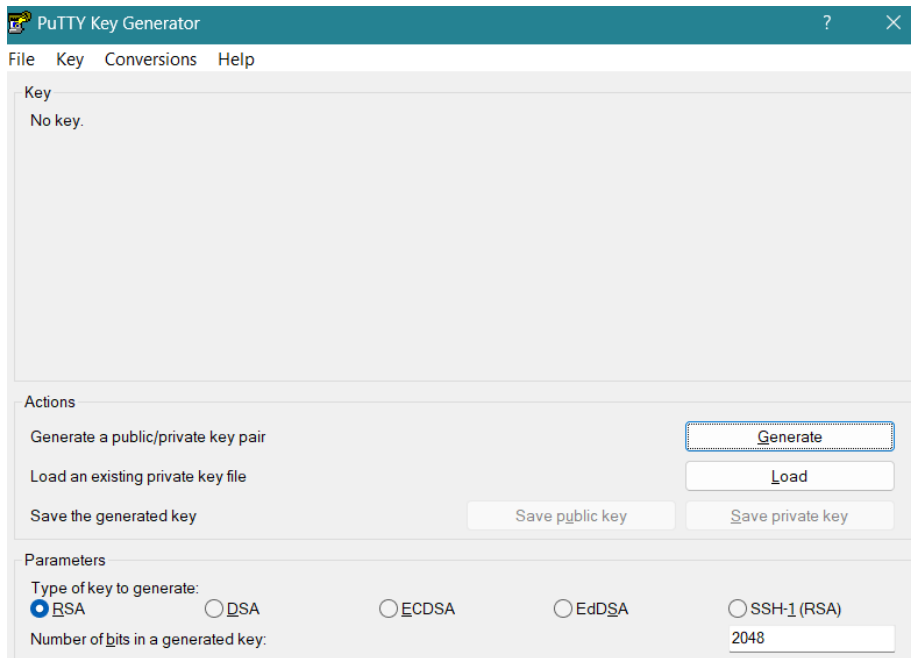 PuTTY Key Generator ?
File Key Conversions Help
Key
No key.
Actions
Generate a public/private key pair Generate
Load an existing private key file Load
Save the generated key Save public key Save private key
Parameters
Type of key to generate:
RSA DSA ECDSA EdDSA SSH-1 (RSA)
Number of bits in a generated key: 2048